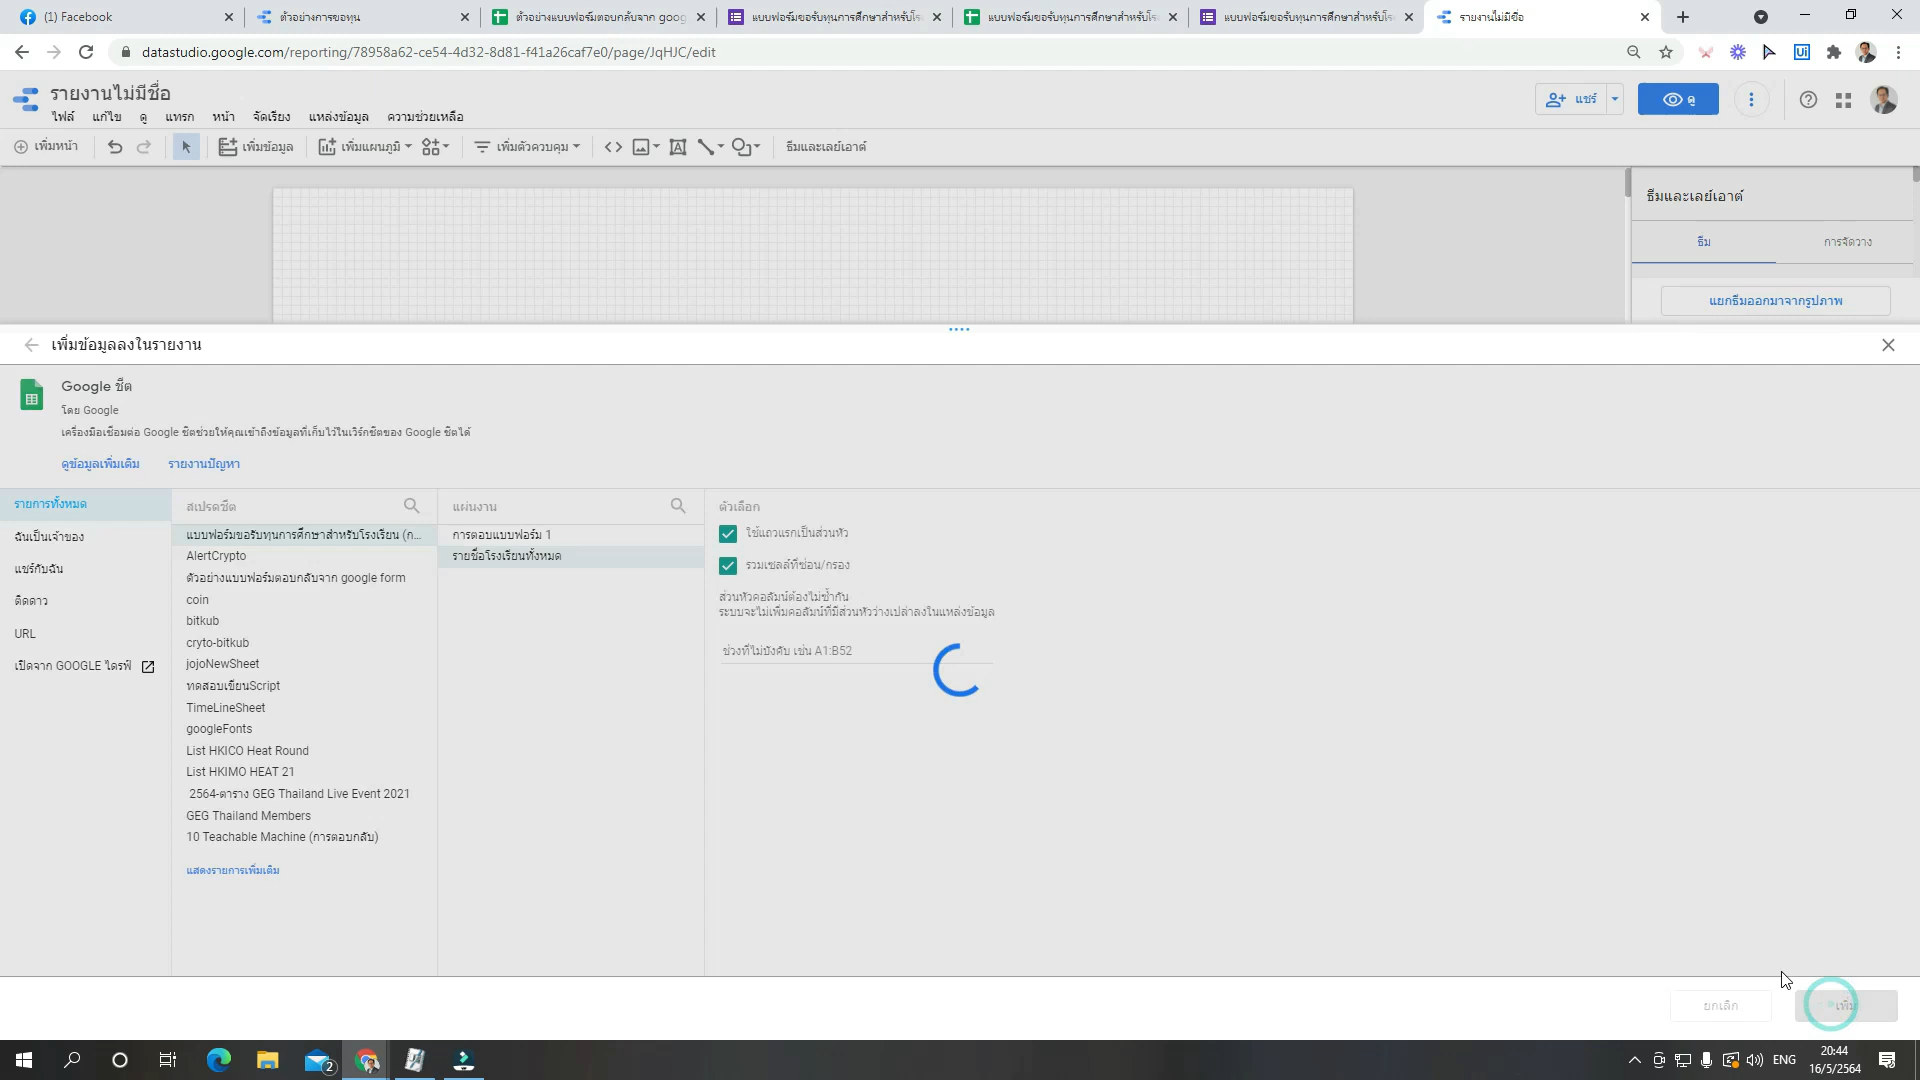 (1) Facebook
ตัวอย่างการขอทุน
ตัวอย่างแบบฟอร์มตอบกลับจาก goog
แบบฟอร์มขอรับทุนการศึกษาสำหรับโร
แบบฟอร์มขอรับทุนการศึกษาสำหรับโร
แบบฟอร์มขอรับทุนการศึกษาสำหรับโร
รายงานไม่มีชื่อ
datastudio.google.com/reporting/78958a62-ce54-4d32-8d81-f41a26caf7e0/page/JqHJC/edit
รายงานไม่มีชื่อ
ไฟล์ แก้ไข ดู แทรก หน้า จัดเรียง แหล่งข้อมูล ความช่วยเหลือ
แชร์
ดู
เพิ่มหน้า
เพิ่มข้อมูล
เพิ่มแผนภูมิ
เพิ่มตัวควบคุม
ธีมและเลย์เอาต์
ธีมและเลย์เอาต์
ธีม
การจัดวาง
แยกธีมออกมาจากรูปภาพ
เพิ่มข้อมูลลงในรายงาน
Google ชีต
โดย Google
เครื่องมือเชื่อมต่อ Google ชีตช่วยให้คุณเข้าถึงข้อมูลที่เก็บไว้ในเวิร์กชีตของ Google ชีตได้
ดูข้อมูลเพิ่มเติม
รายงานปัญหา
รายการทั้งหมด
ฉันเป็นเจ้าของ
แชร์กับฉัน
ติดดาว
URL
เปิดจาก GOOGLE ไดรฟ์
สเปรดชีต
แบบฟอร์มขอรับทุนการศึกษาสำหรับโรงเรียน (ก...
AlertCrypto
ตัวอย่างแบบฟอร์มตอบกลับจาก google form
coin
bitkub
cryto-bitkub
jojoNewSheet
ทดสอบเขียนScript
TimeLineSheet
googleFonts
List HKICO Heat Round
List HKIMO HEAT 21
2564-ตาราง GEG Thailand Live Event 2021
GEG Thailand Members
10 Teachable Machine (การตอบกลับ)
แสดงรายการเพิ่มเติม
แผ่นงาน
การตอบแบบฟอร์ม 1
รายชื่อโรงเรียนทั้งหมด
ตัวเลือก
ใช้แถวแรกเป็นส่วนหัว
รวมเซลล์ที่ซ่อน/กรอง
ส่วนหัวคอลัมน์ต้องไม่ซ้ำกัน
ระบบจะไม่เพิ่มคอลัมน์ที่มีส่วนหัวว่างเปล่าลงในแหล่งข้อมูล
ช่วงที่ไม่บังคับ เช่น A1:B52
ยกเลิก
เพิ่ม
2
ENG
20:44
16/5/2564